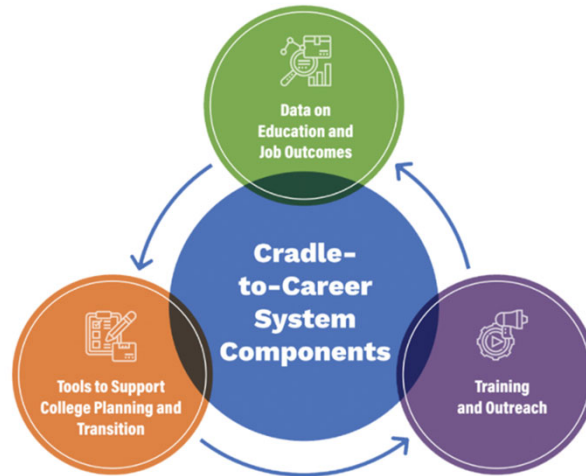 Data on
Education and
Job Outcomes
Cradle-
to-Career
System
Components
Tools to Support
College Planning and
Transition
Training
and Outreach